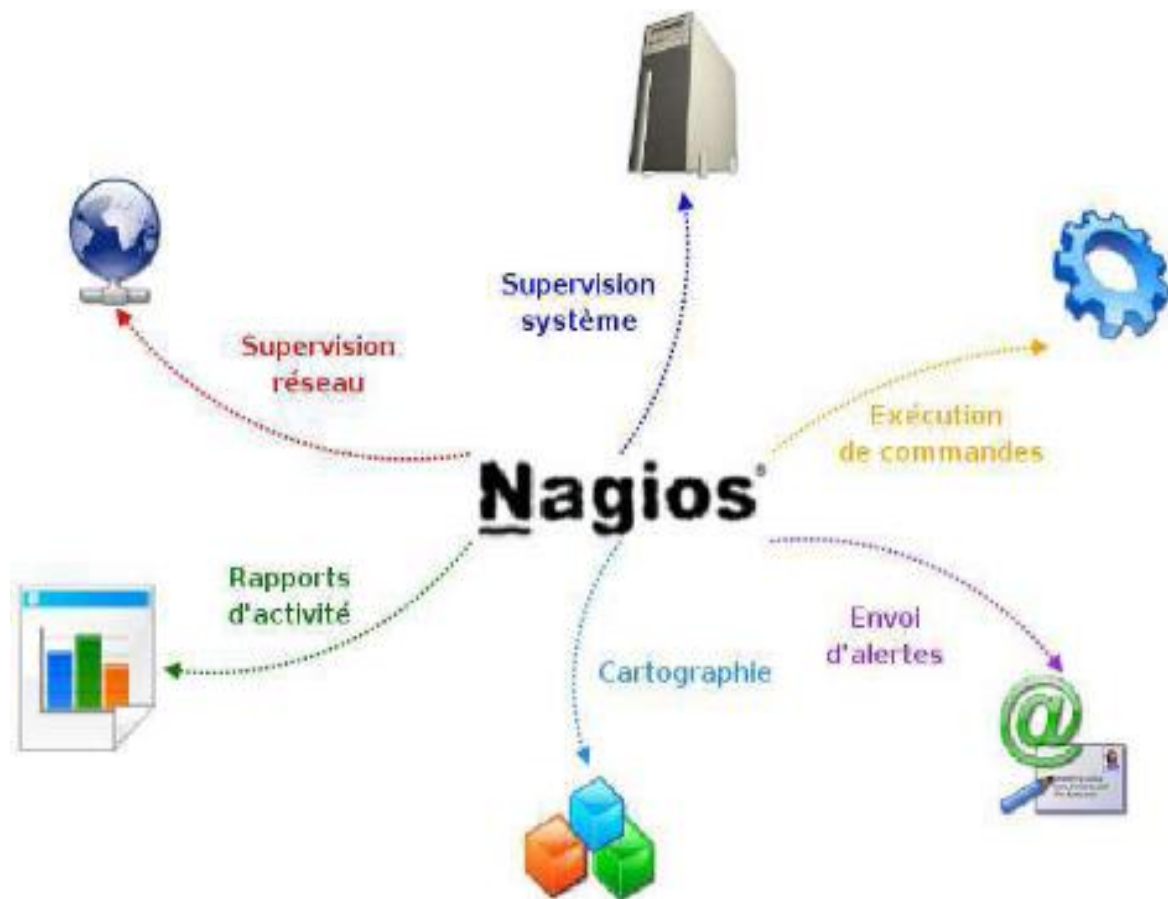 Supervision
système
Supervision
réseau
Exécution
de commandes
Nagios®
Rapports
d'activité
Envoi
d'alertes
Cartographie
@